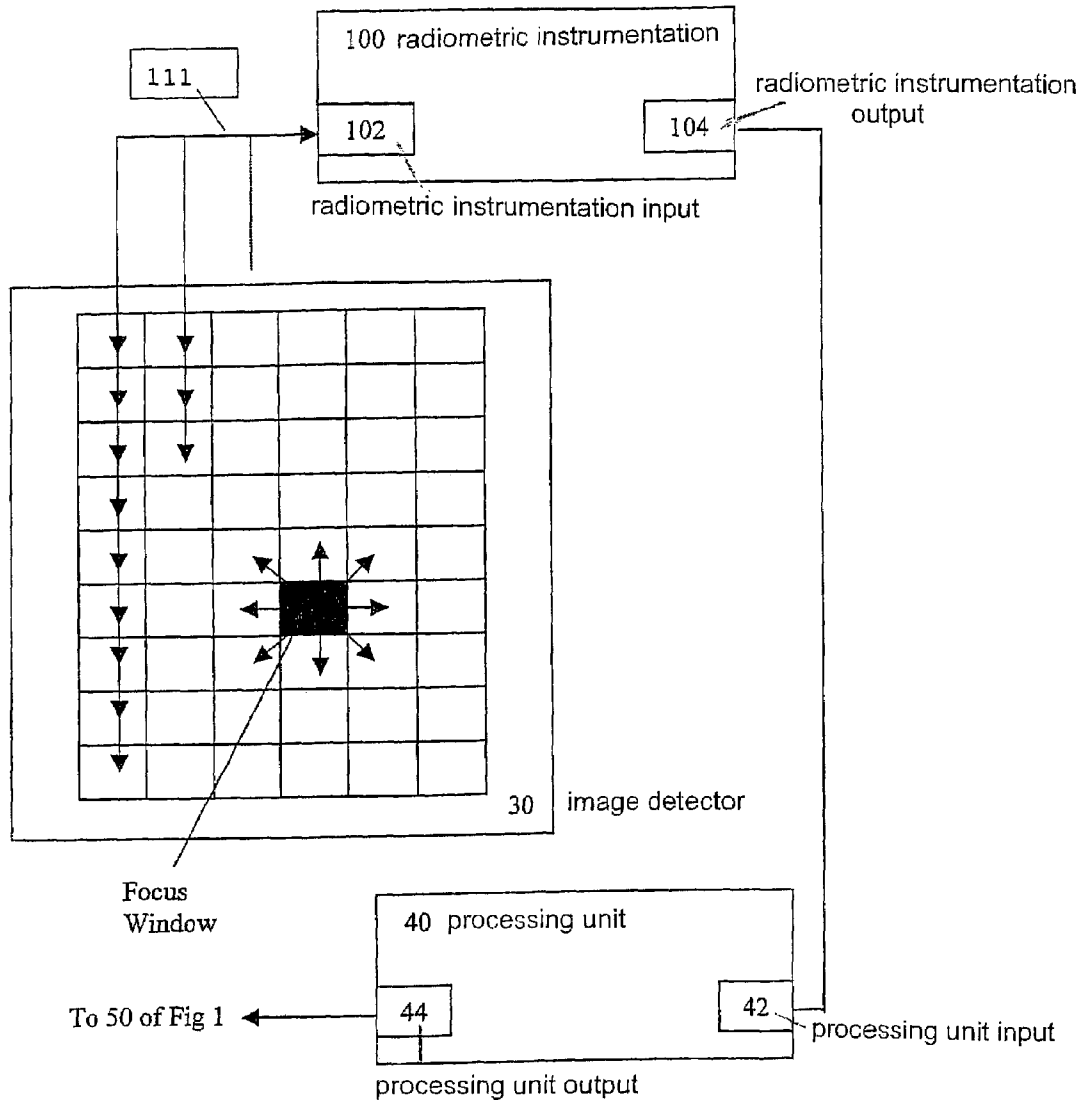 100 radiometric instrumentation
111
radiometric instrumentation
output
102
104
radiometric instrumentation input
30 image detector
Focus
Window
40 processing unit
To 50 of Fig 1
44
42
processing unit input
processing unit output